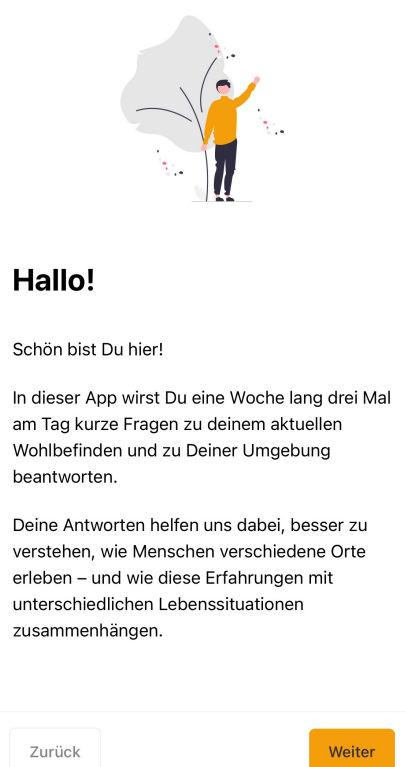 Hallo!
Schön bist Du hier!
In dieser App wirst Du eine Woche lang drei Mal
am Tag kurze Fragen zu deinem aktuellen
Wohlbefinden und zu Deiner Umgebung
beantworten.
Deine Antworten helfen uns dabei, besser zu
verstehen, wie Menschen verschiedene Orte
erleben – und wie diese Erfahrungen mit
unterschiedlichen Lebenssituationen
zusammenhängen.
Zurück
Weiter